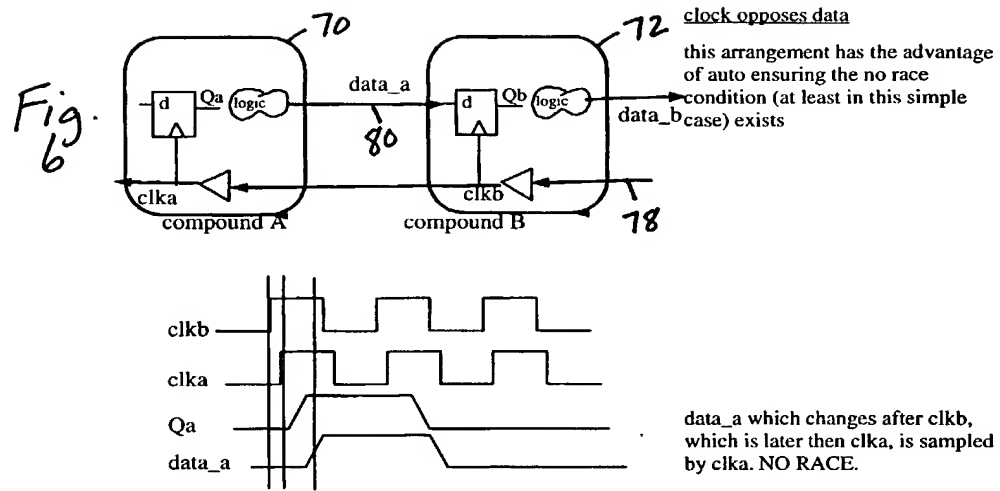 70
72
clock opposes data
this arrangement has the advantage
of auto ensuring the no race
condition (at least in this simple
case) exists
Fig.
6
d
Qa
logic
data_a
80
d
Qb
logic
data_b
clka
clkb
78
compound A
compound B
clkb
clka
Qa
data_a
data_a which changes after clkb,
which is later then clka, is sampled
by clka. NO RACE.